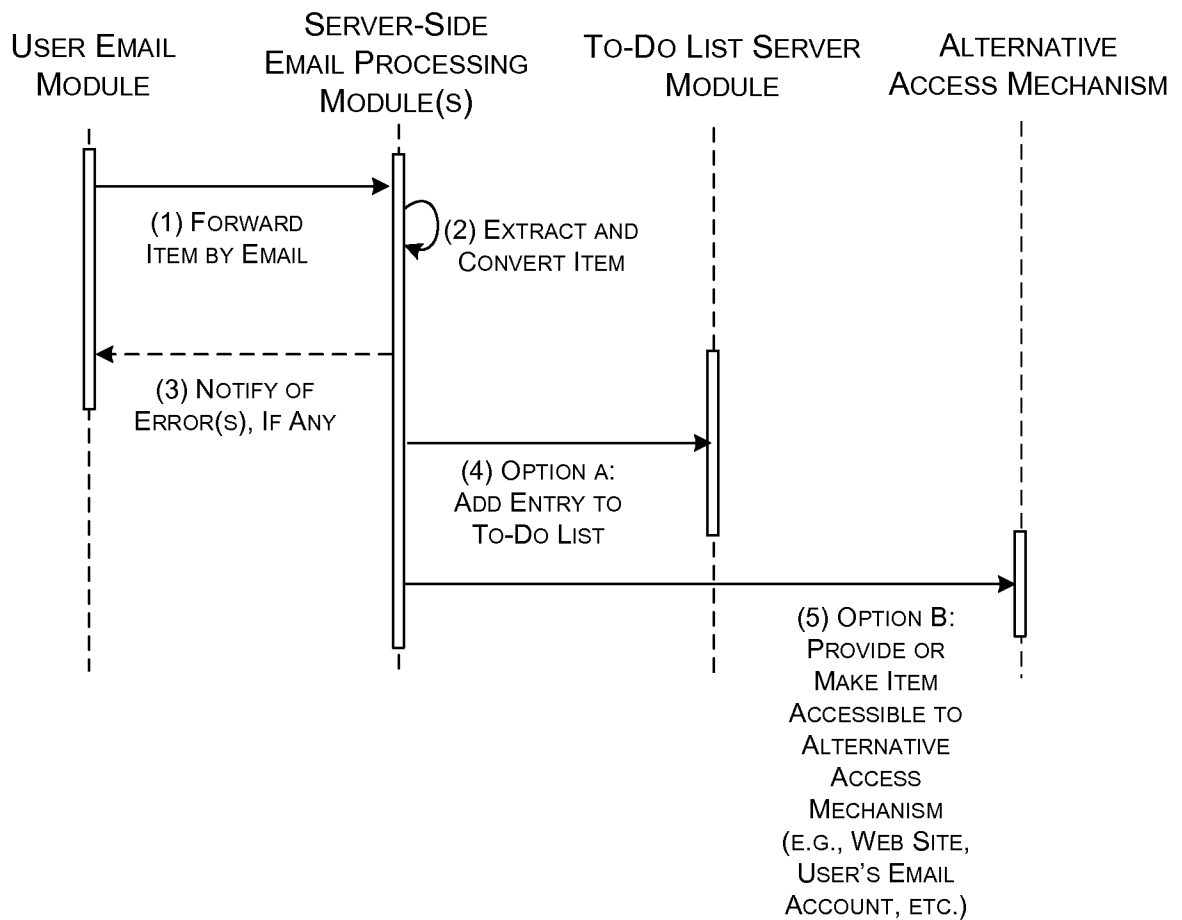 USER EMAIL
MODULE
SERVER-SIDE
EMAIL PROCESSING
MODULE(S)
TO-DO LIST SERVER
MODULE
ALTERNATIVE
ACCESS MECHANISM
(1) FORWARD
ITEM BY EMAIL
(2) EXTRACT AND
CONVERT ITEM
(3) NOTIFY OF
ERROR(S), IF ANY
(4) OPTION A:
ADD ENTRY TO
TO-DO LIST
(5) OPTION B:
PROVIDE OR
MAKE ITEM
ACCESSIBLE TO
ALTERNATIVE
ACCESS
MECHANISM
(E.G., WEB SITE,
USER'S EMAIL
ACCOUNT, ETC.)